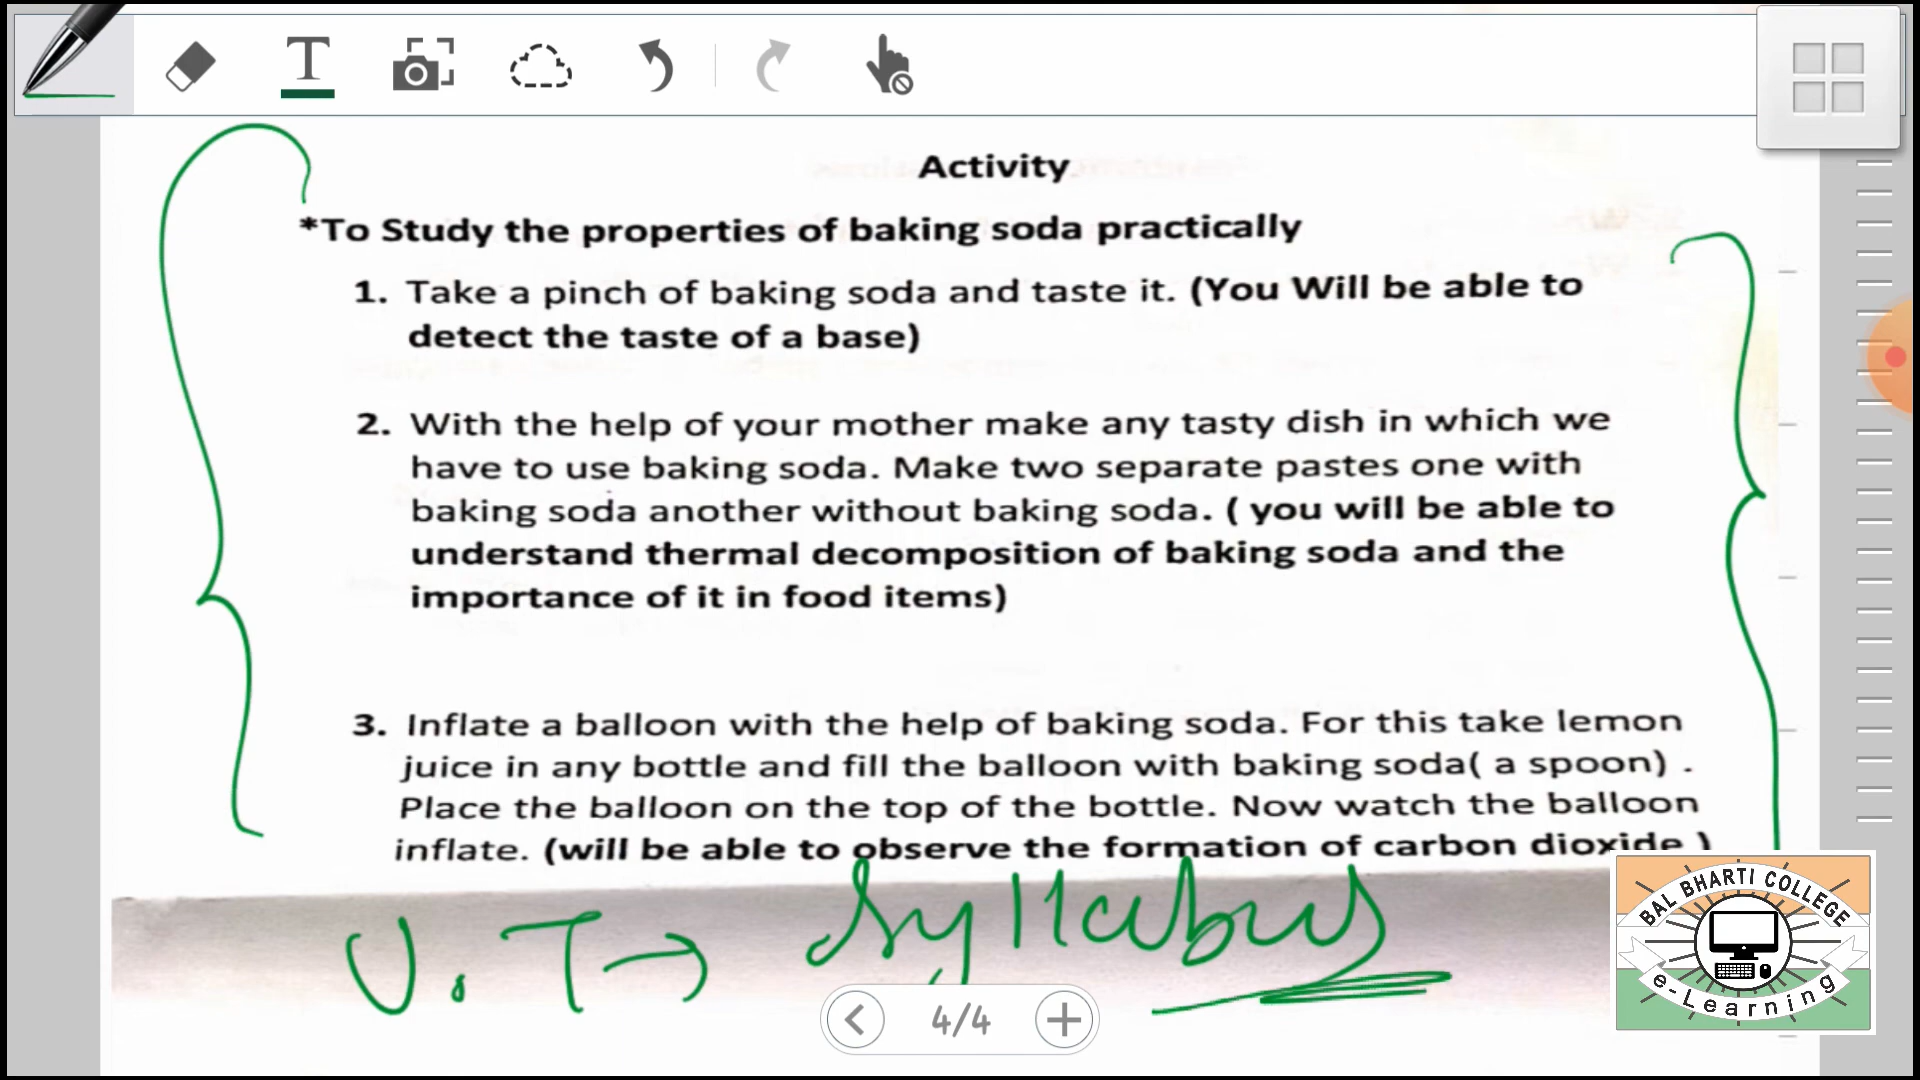 T
Activity
*To Study the properties of baking soda practically
1. Take a pinch of baking soda and taste it. (You Will be able to
detect the taste of a base)
2. With the help of your mother make any tasty dish in which we
have to use baking soda. Make two separate pastes one with
baking soda another without baking soda. ( you will be able to
understand thermal decomposition of baking soda and the
importance of it in food items)
3. Inflate a balloon with the help of baking soda. For this take lemon
juice in any bottle and fill the balloon with baking soda( a spoon) .
Place the balloon on the top of the bottle. Now watch the balloon
inflate. (will be able to observe the formation of carbon dioxide )
U. T → Syllabus
4/4
BAL BHARTI COLLEGE
e-Learning